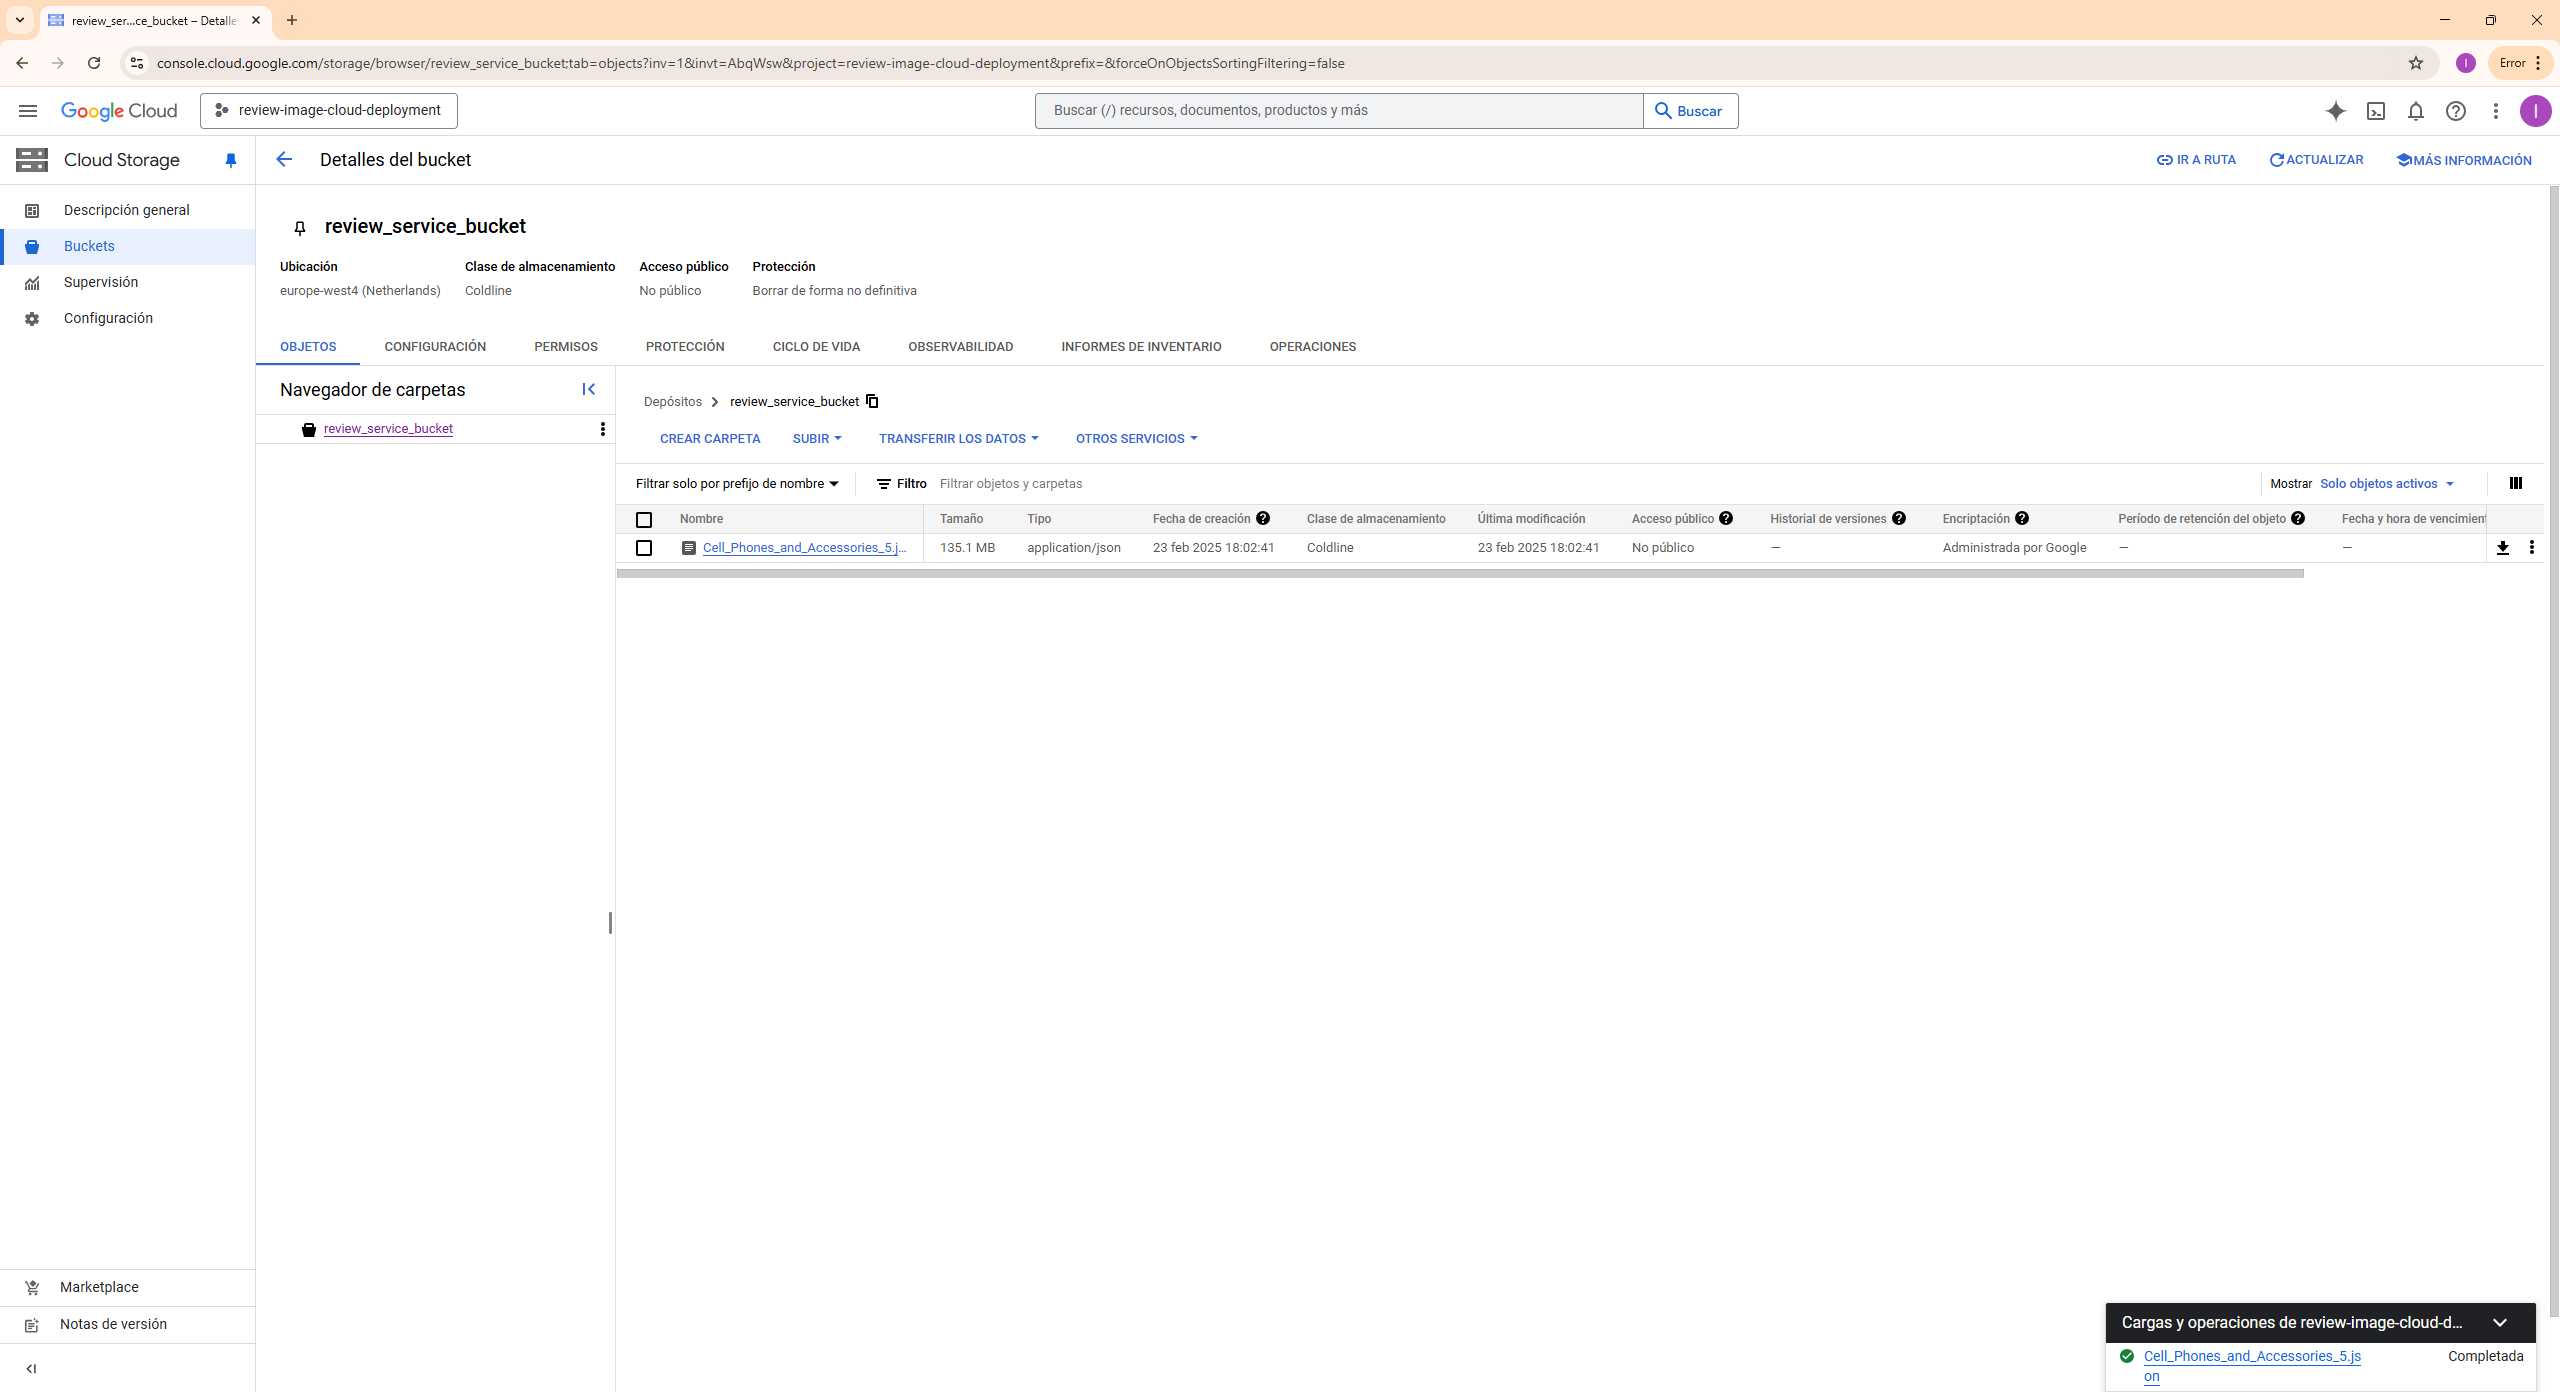 review_ser...ce_bucket – Detalle
console.cloud.google.com/storage/browser/review_service_bucket;tab=objects?inv=1&invt=AbqWsw&project=review-image-cloud-deployment&prefix=&forceOnObjectsSortingFiltering=false
I
Error
Google Cloud
review-image-cloud-deployment
Buscar (/) recursos, documentos, productos y más
Buscar
I
Cloud Storage
Detalles del bucket
IR A RUTA
ACTUALIZAR
MÁS INFORMACIÓN
Descripción general
Buckets
Supervisión
Configuración
review_service_bucket
Ubicación
Clase de almacenamiento
Acceso público
Protección
europe-west4 (Netherlands)
Coldline
No público
Borrar de forma no definitiva
OBJETOS
CONFIGURACIÓN
PERMISOS
PROTECCIÓN
CICLO DE VIDA
OBSERVABILIDAD
INFORMES DE INVENTARIO
OPERACIONES
Navegador de carpetas
review_service_bucket
Depósitos
review_service_bucket
CREAR CARPETA
SUBIR
TRANSFERIR LOS DATOS
OTROS SERVICIOS
Filtrar solo por prefijo de nombre
Filtro
Filtrar objetos y carpetas
Mostrar
Solo objetos activos
Nombre
Tamaño
Tipo
Fecha de creación
Clase de almacenamiento
Última modificación
Acceso público
Historial de versiones
Encriptación
Período de retención del objeto
Fecha y hora de vencimient
Cell_Phones_and_Accessories_5.j...
135.1 MB
application/json
23 feb 2025 18:02:41
Coldline
23 feb 2025 18:02:41
No público
—
Administrada por Google
—
—
Marketplace
Notas de versión
Cargas y operaciones de review-image-cloud-d...
Cell_Phones_and_Accessories_5.js
on
Completada